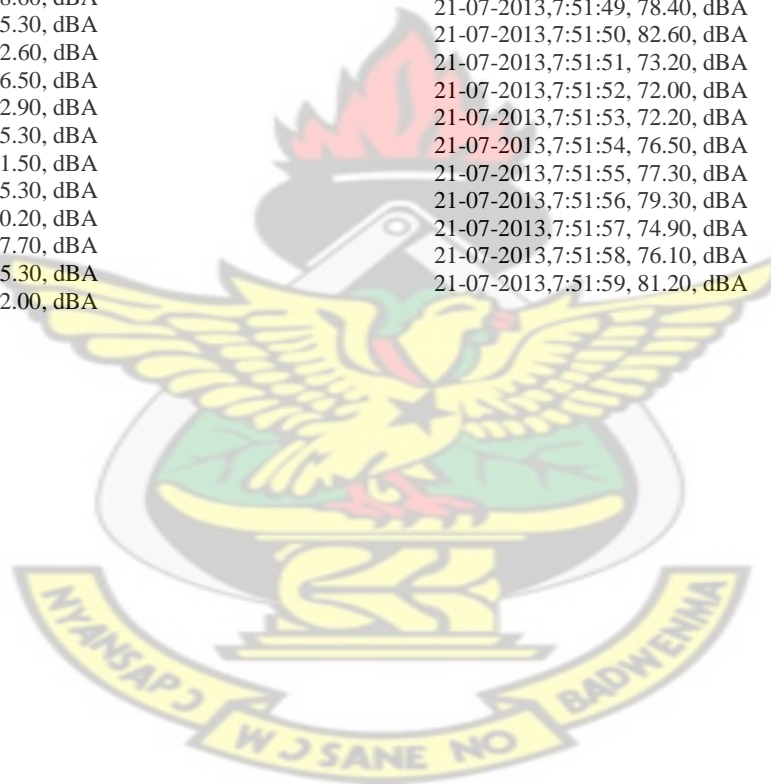 5.30, dBA
2.60, dBA
6.50, dBA
2.90, dBA
5.30, dBA
1.50, dBA
5.30, dBA
0.20, dBA
7.70, dBA
5.30, dBA
2.00, dBA
21-07-2013,7:51:49, 78.40, dBA
21-07-2013,7:51:50, 82.60, dBA
21-07-2013,7:51:51, 73.20, dBA
21-07-2013,7:51:52, 72.00, dBA
21-07-2013,7:51:53, 72.20, dBA
21-07-2013,7:51:54, 76.50, dBA
21-07-2013,7:51:55, 77.30, dBA
21-07-2013,7:51:56, 79.30, dBA
21-07-2013,7:51:57, 74.90, dBA
21-07-2013,7:51:58, 76.10, dBA
21-07-2013,7:51:59, 81.20, dBA
NYANSAPƆ
WƆ SANE NO
BADWENMA